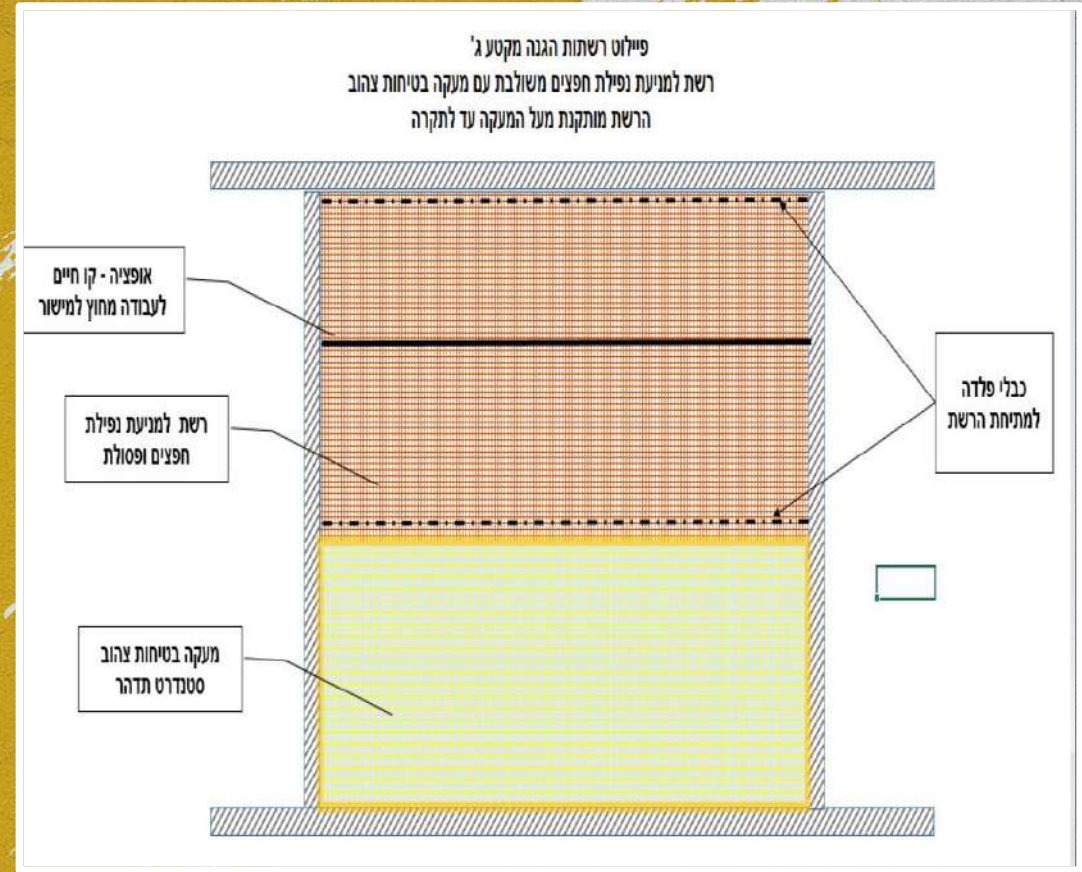 פיילוט רשתות הגנה מקטע ג'
רשת למניעת נפילת חפצים משולבת עם מעקה בטיחות צהוב
הרשת מותקנת מעל המעקה עד לתקרה
אופציה - קו חיים
לעבודה מחוץ למישור
כבלי פלדה
למתיחת הרשת
רשת למניעת נפילת
חפצים ופסולת
מעקה בטיחות צהוב
סטנדרט תדהר